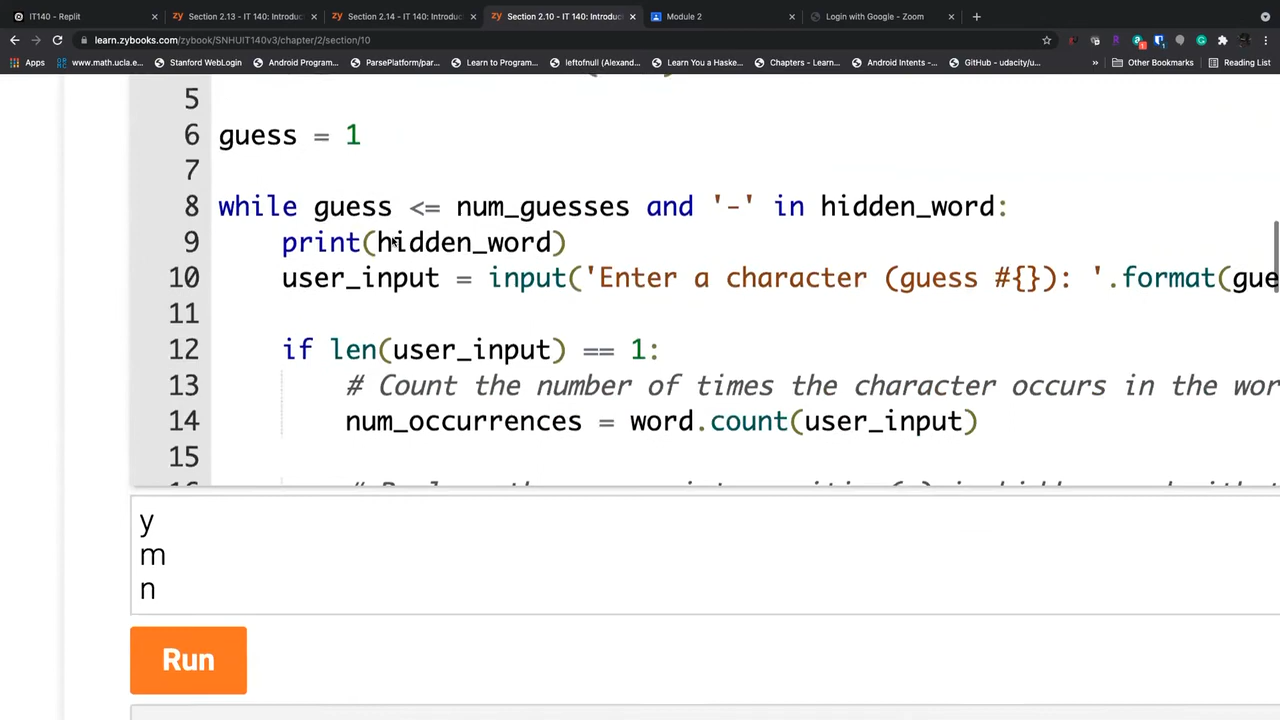 IT140 - Replit
Section 2.13 - IT 140: Introduc
Section 2.14 - IT 140: Introduc
Section 2.10 - IT 140: Introduc
Module 2
Login with Google - Zoom
learn.zybooks.com/zybook/SNHUIT140v3/chapter/2/section/10
Apps
www.math.ucla.e...
Stanford WebLogin
Android Program...
ParsePlatform/par...
Learn to Program...
leftofnull (Alexand...
Learn You a Haske...
Chapters - Learn...
Android Intents -...
GitHub - udacity/u...
Other Bookmarks
Reading List
5
6 guess = 1
7
8 while guess <= num_guesses and '-' in hidden_word:
9 print(hidden_word)
10 user_input = input('Enter a character (guess #{}): '.format(gue
11
12 if len(user_input) == 1:
13 # Count the number of times the character occurs in the wor
14 num_occurrences = word.count(user_input)
15
y
m
n
Run